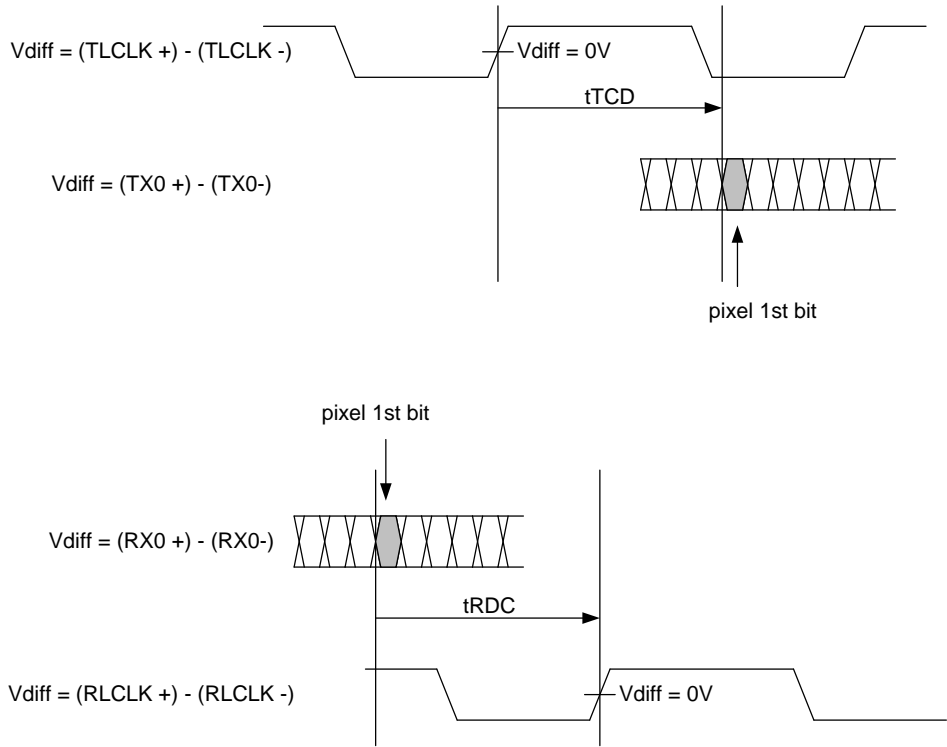 Vdiff = (TLCLK +) - (TLCLK -)
Vdiff = 0V
tTCD
Vdiff = (TX0 +) - (TX0-)
pixel 1st bit
pixel 1st bit
Vdiff = (RX0 +) - (RX0-)
tRDC
Vdiff = (RLCLK +) - (RLCLK -)
Vdiff = 0V